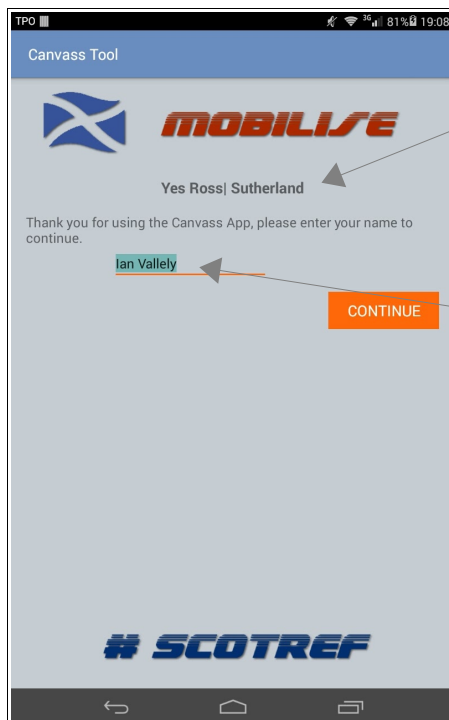 TPO 3G 81% 19:08
Canvass Tool
MOBILISE
Yes Ross| Sutherland
Thank you for using the Canvass App, please enter your name to
continue.
Ian Vallely
CONTINUE
# SCOTREF